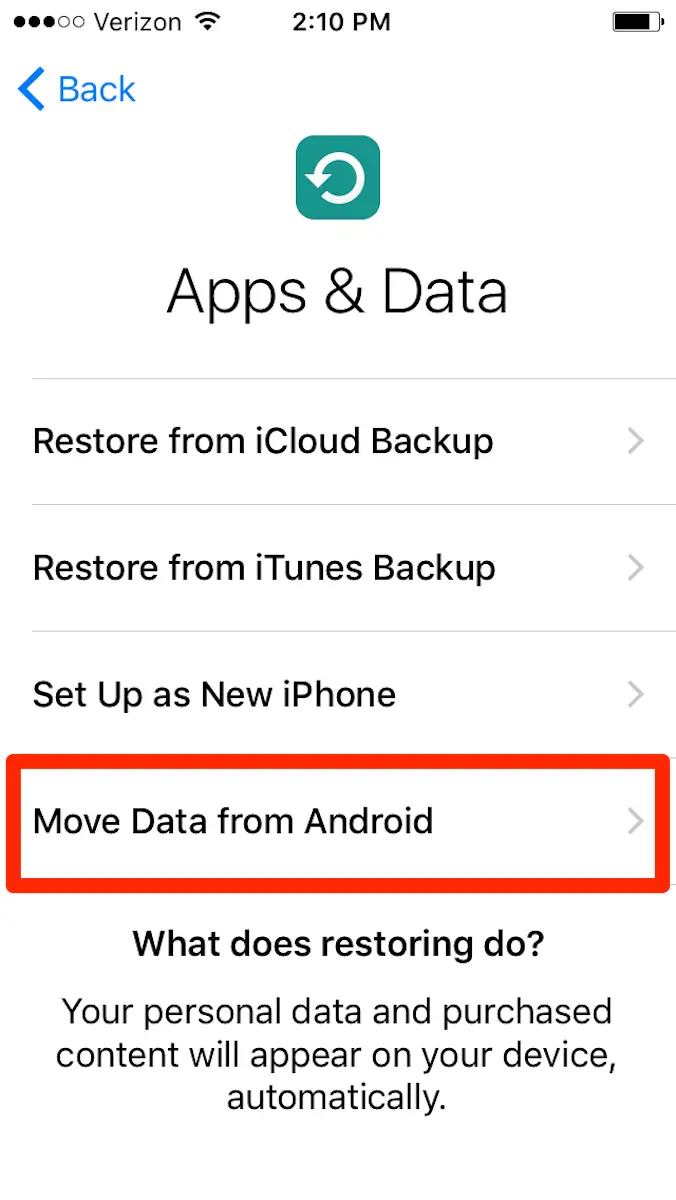 Verizon 2:10 PM
Back
Apps & Data
Restore from iCloud Backup
Restore from iTunes Backup
Set Up as New iPhone
Move Data from Android
What does restoring do?
Your personal data and purchased
content will appear on your device,
automatically.